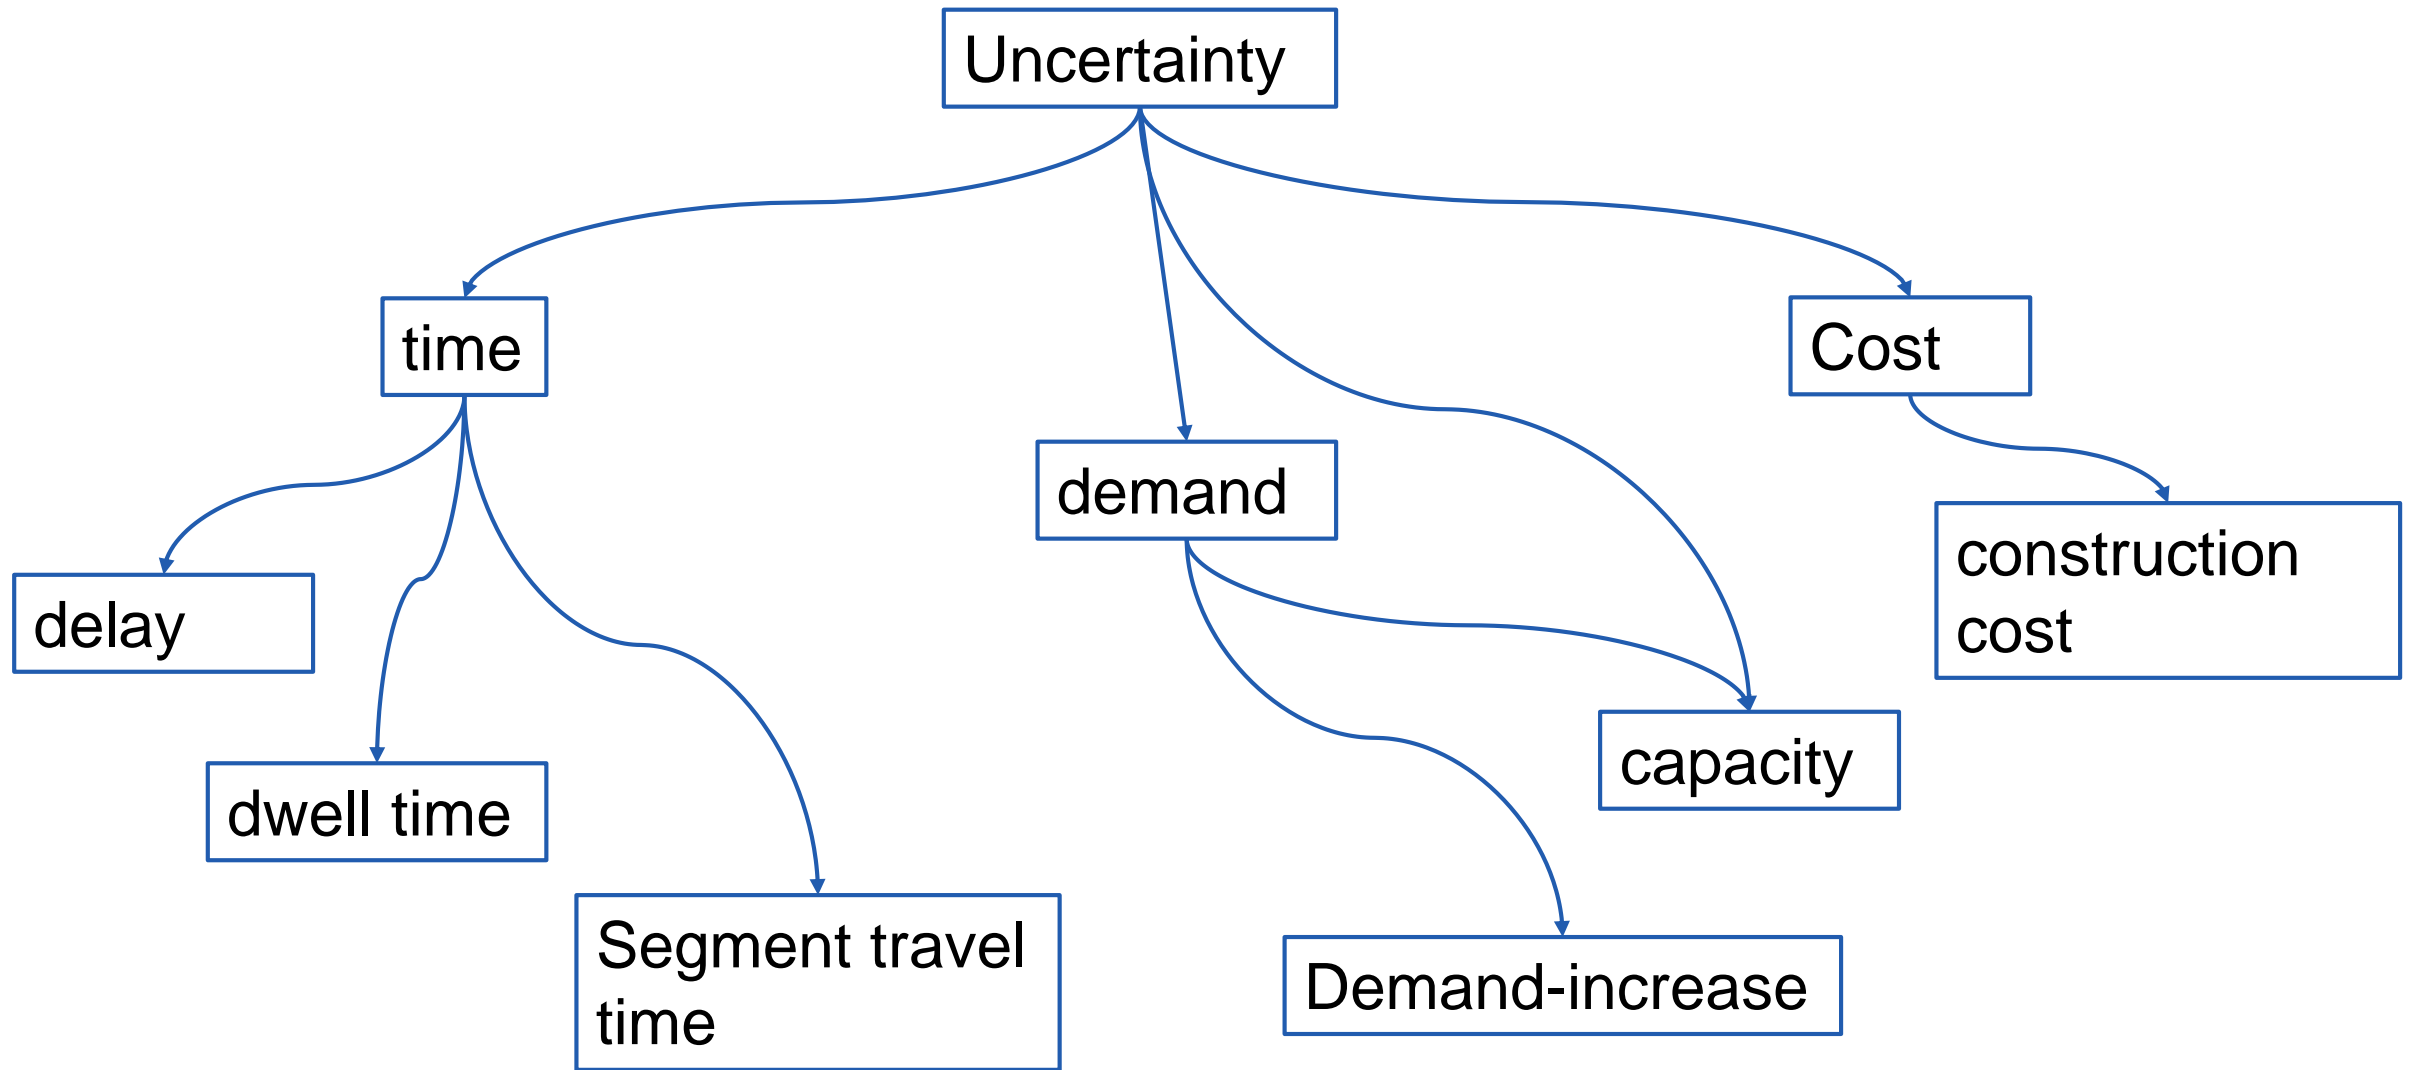 Uncertainty
time
Cost
demand
construction
cost
delay
capacity
dwell time
Segment travel
time
Demand-increase